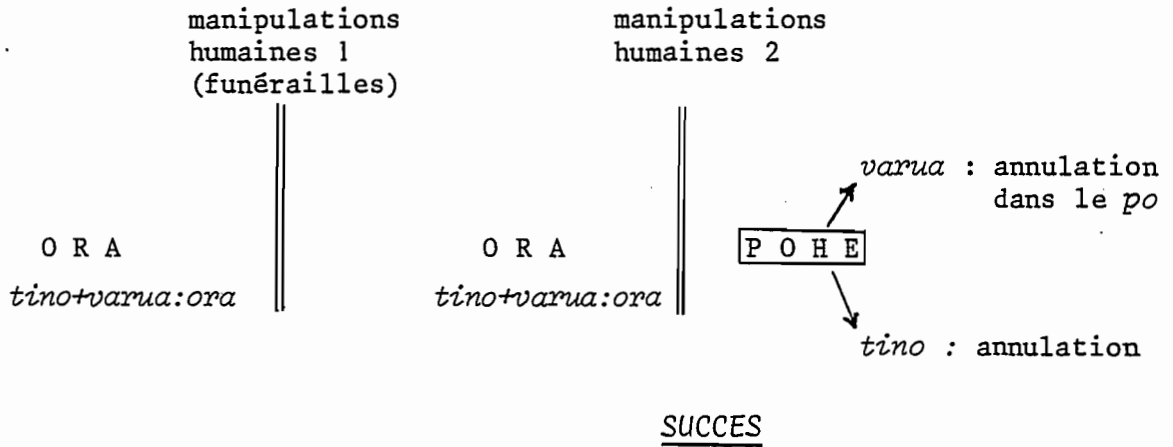 manipulations
humaines 1
(funérailles)
manipulations
humaines 2
varua : annulation
dans le po
O R A
O R A
P O H E
tino+varua:ora
tino+varua:ora
tino : annulation
SUCCES